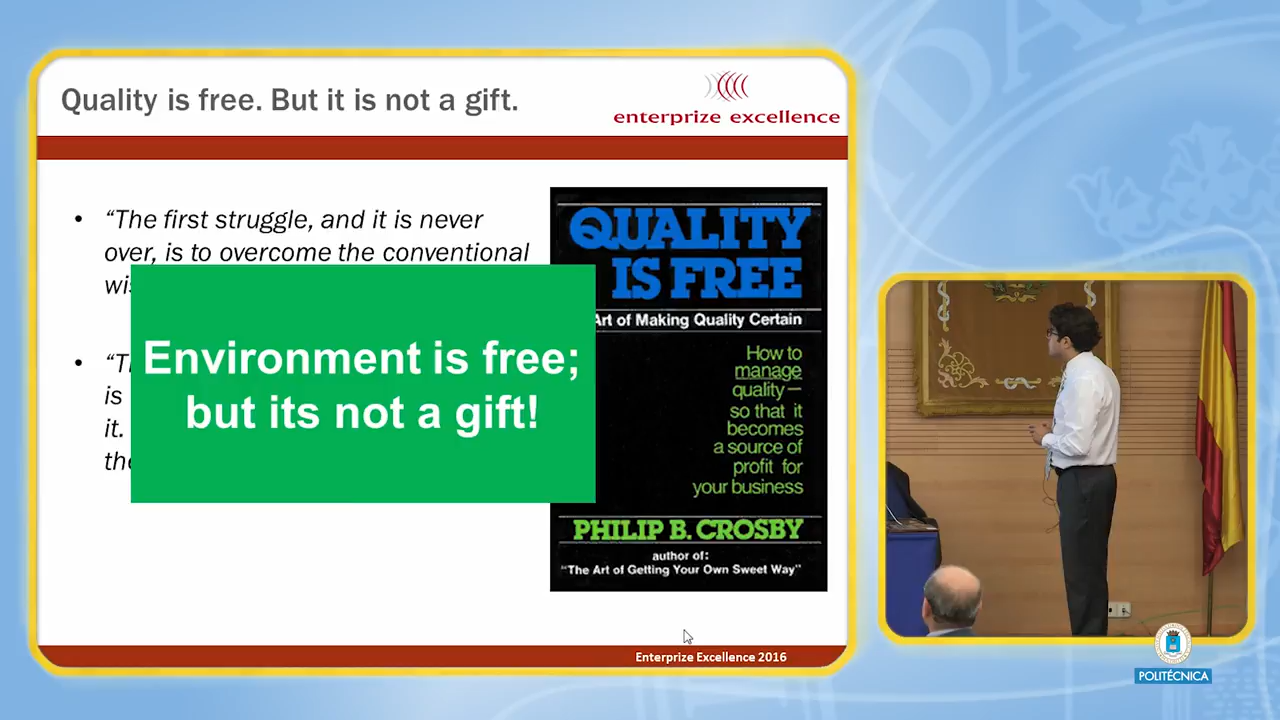 Quality is free. But it is not a gift.
enterprize excellence
• “The first struggle, and it is never
over, is to overcome the conventional
• “T
is
it.
the
Environment is free;
but its not a gift!
QUALITY
IS FREE
Art of Making Quality Certain
How to
manage
quality—
so that it
becomes
a source of
profit for
your business
PHILIP B. CROSBY
author of:
“The Art of Getting Your Own Sweet Way”
Enterprize Excellence 2016
POLITÉCNICA